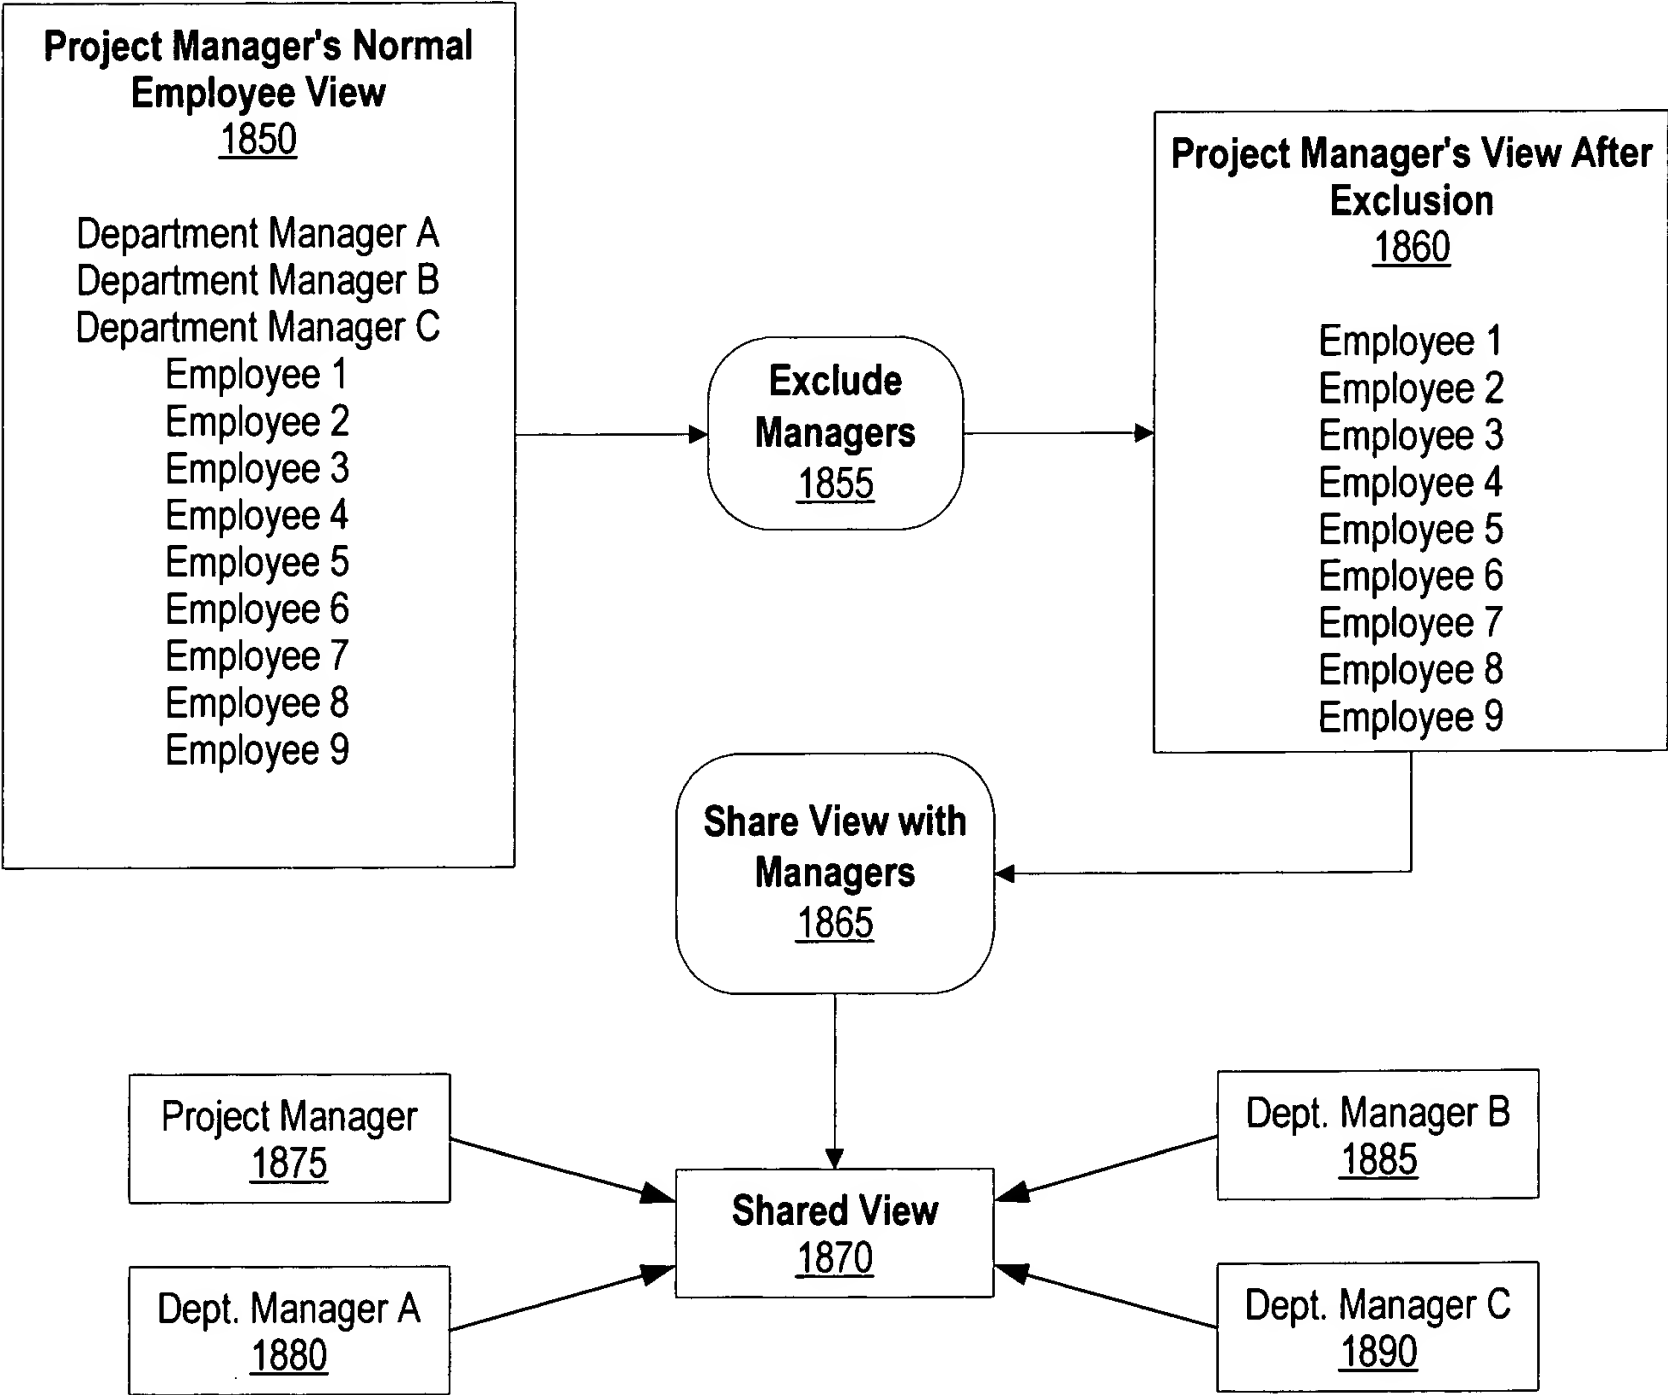 Project Manager's Normal
Employee View
1850
Department Manager A
Department Manager B
Department Manager C
Employee 1
Employee 2
Employee 3
Employee 4
Employee 5
Employee 6
Employee 7
Employee 8
Employee 9
Exclude
Managers
1855
Project Manager's View After
Exclusion
1860
Employee 1
Employee 2
Employee 3
Employee 4
Employee 5
Employee 6
Employee 7
Employee 8
Employee 9
Share View with
Managers
1865
Project Manager
1875
Dept. Manager A
1880
Shared View
1870
Dept. Manager B
1885
Dept. Manager C
1890